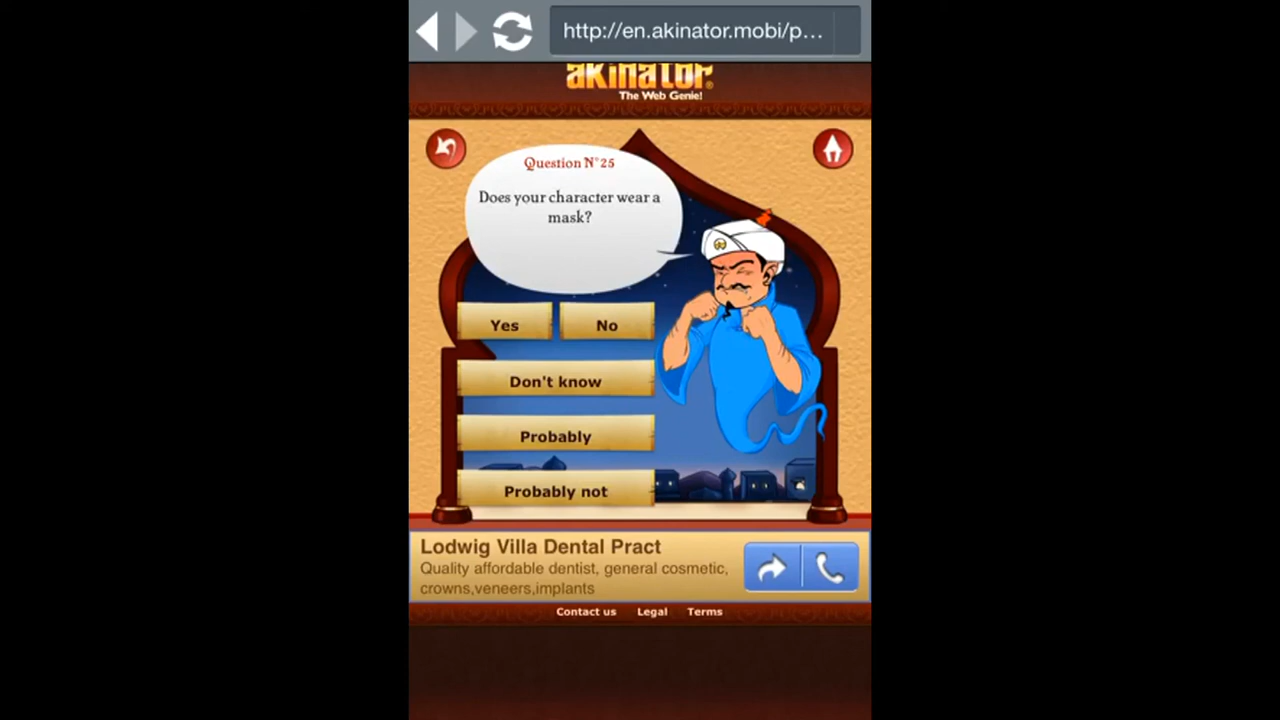 http://en.akinator.mobi/p...
akinator®
The Web Genie!
Question N°25
Does your character wear a
mask?
Yes
No
Don't know
Probably
Probably not
Lodwig Villa Dental Pract
Quality affordable dentist, general cosmetic,
crowns,veneers,implants
Contact us
Legal
Terms